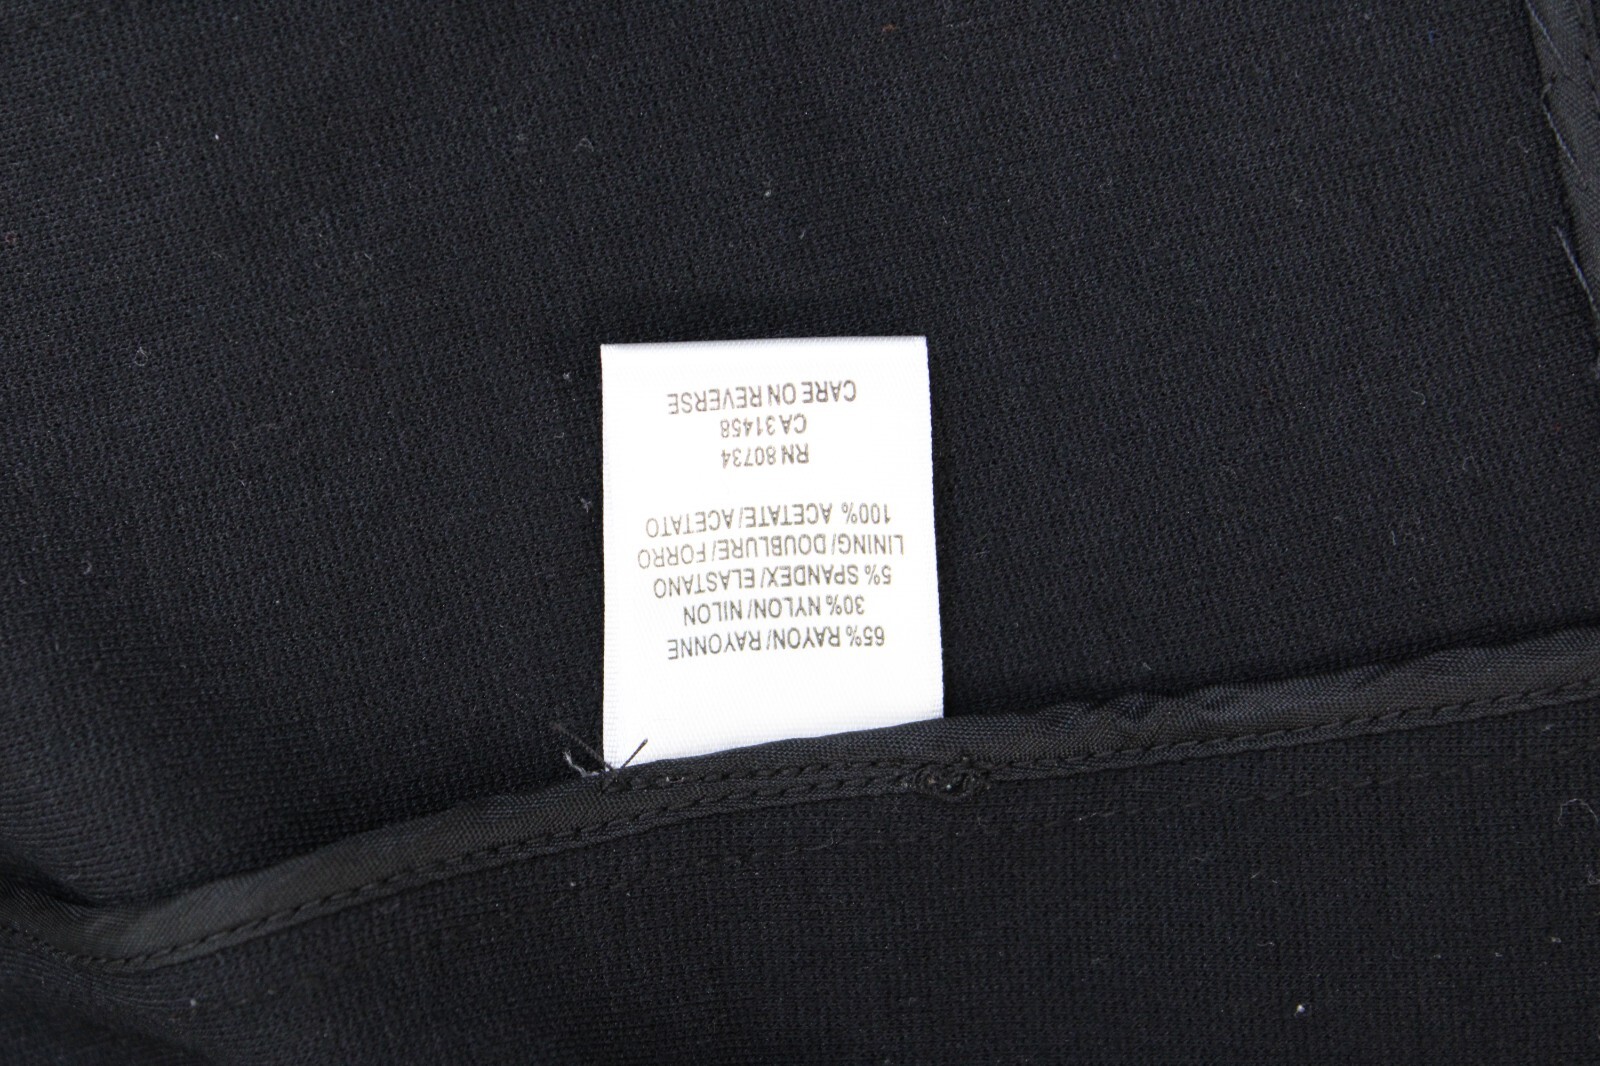 65% RAYON/RAYONNE
30% NYLON/NILON
5% SPANDEX/ELASTANO
LINING/DOUBLURE/FORRO
100% ACETATE/ACETATO
RN 80734
CA 31458
CARE ON REVERSE